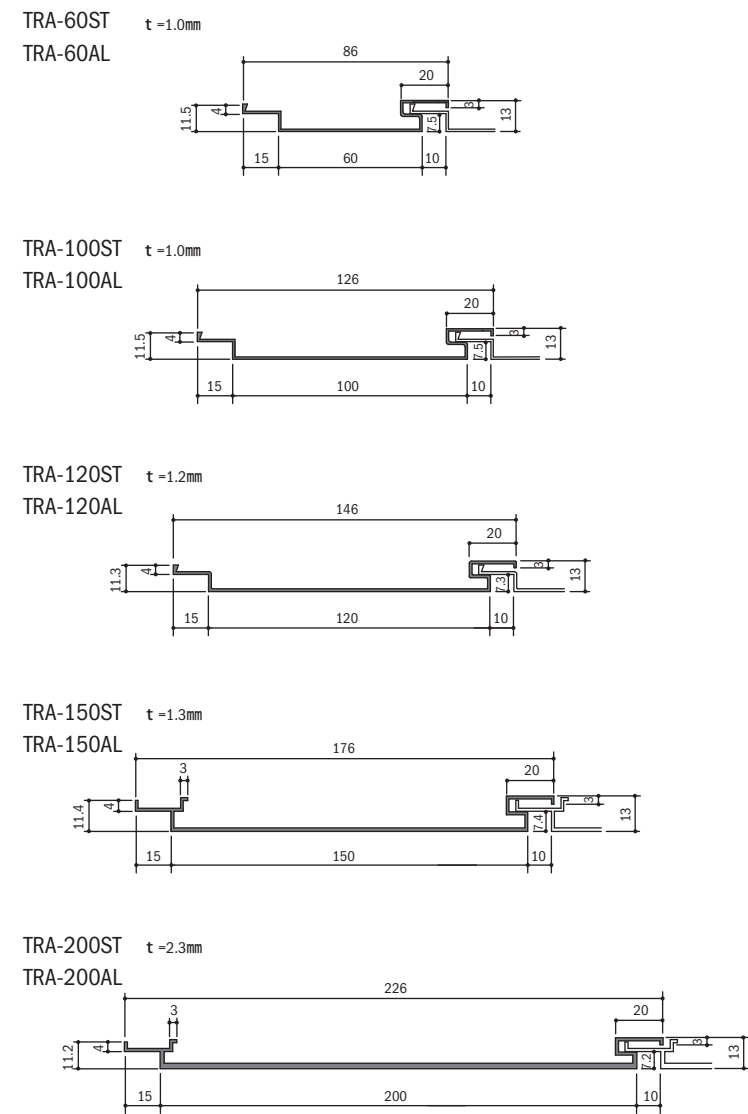 TRA-60ST t=1.0mm
TRA-60AL
86
20
11.5
4
7.5
3
13
15 60 10
TRA-100ST t=1.0mm
TRA-100AL
126
20
11.5
4
7.5
3
13
15 100 10
TRA-120ST t=1.2mm
TRA-120AL
146
20
11.3
4
7.3
3
13
15 120 10
TRA-150ST t=1.3mm
TRA-150AL
176
3 20
11.4
4
7.4
3
13
15 150 10
TRA-200ST t=2.3mm
TRA-200AL
226
3 20
11.2
4
7.2
3
13
15 200 10